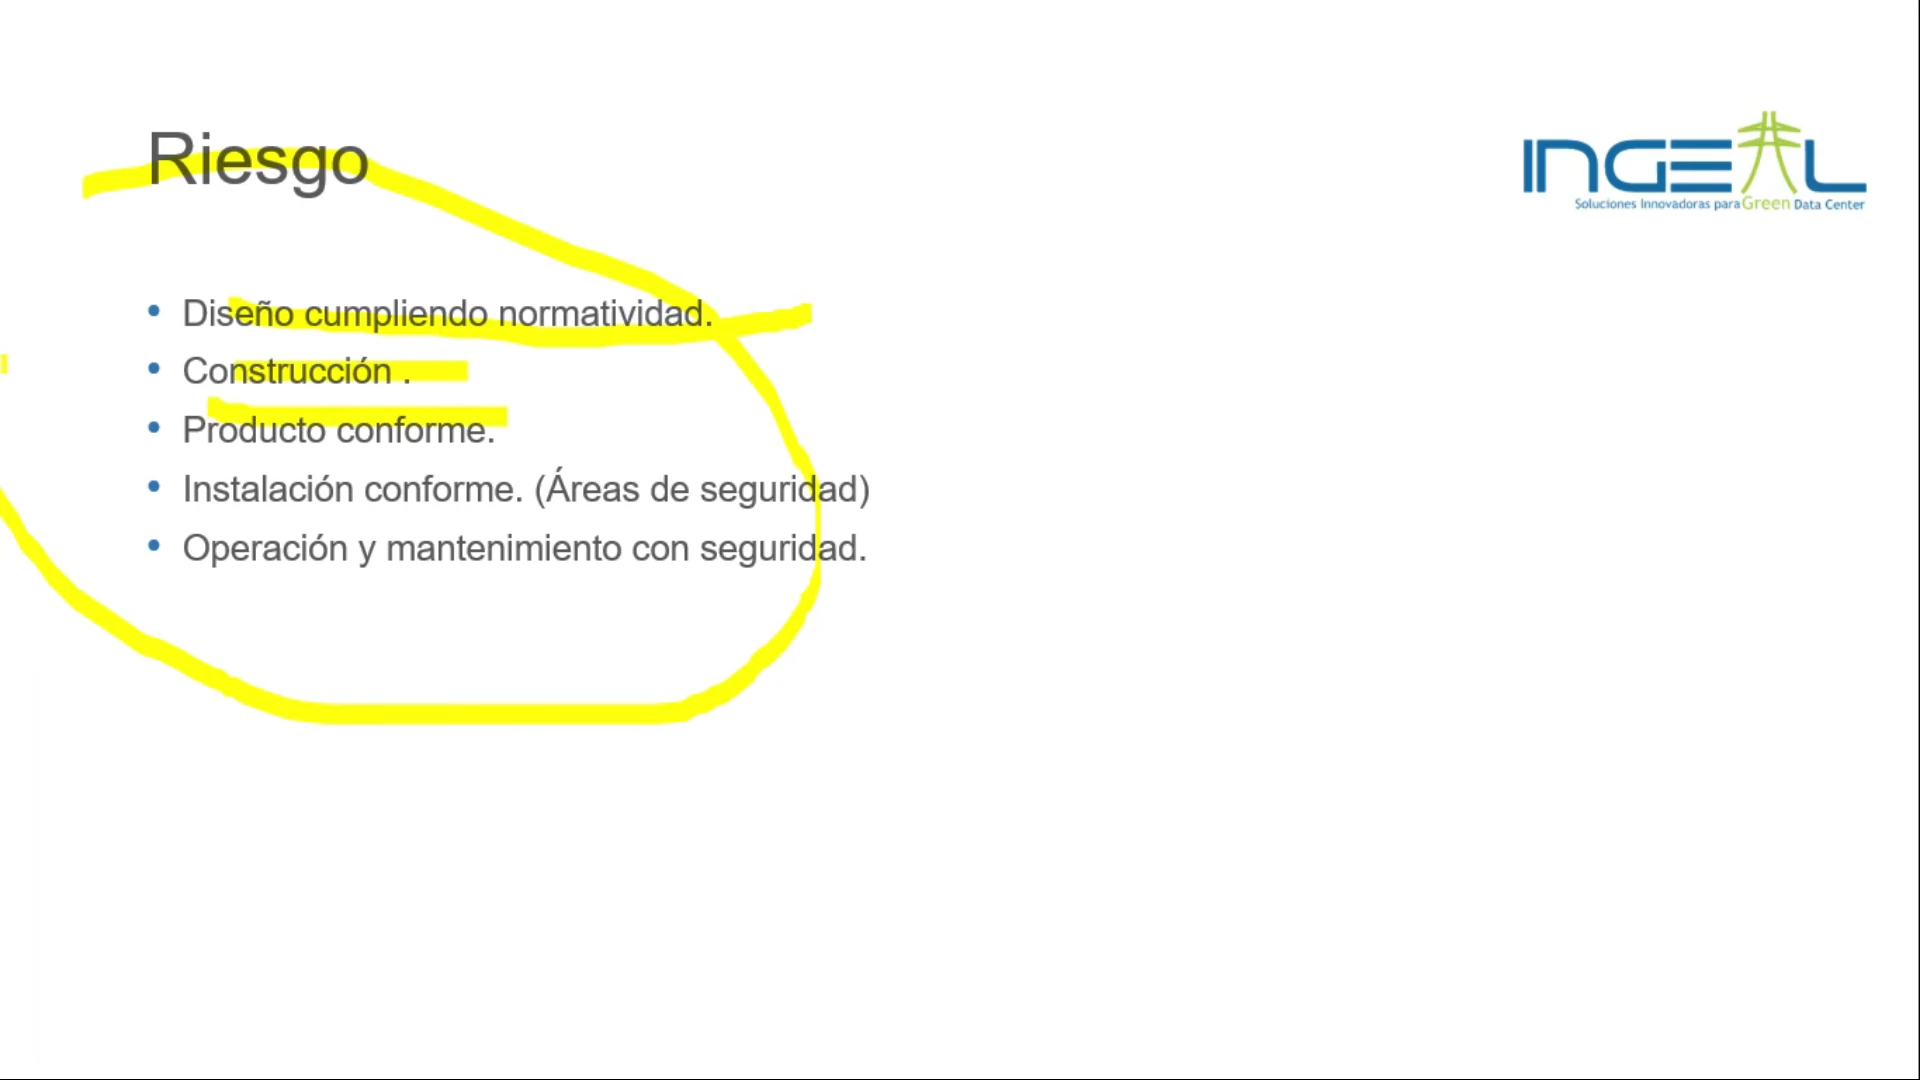 Riesgo
INGEAL
Soluciones Innovadoras para Green Data Center
• Diseño cumpliendo normatividad.
• Construcción .
• Producto conforme.
• Instalación conforme. (Áreas de seguridad)
• Operación y mantenimiento con seguridad.